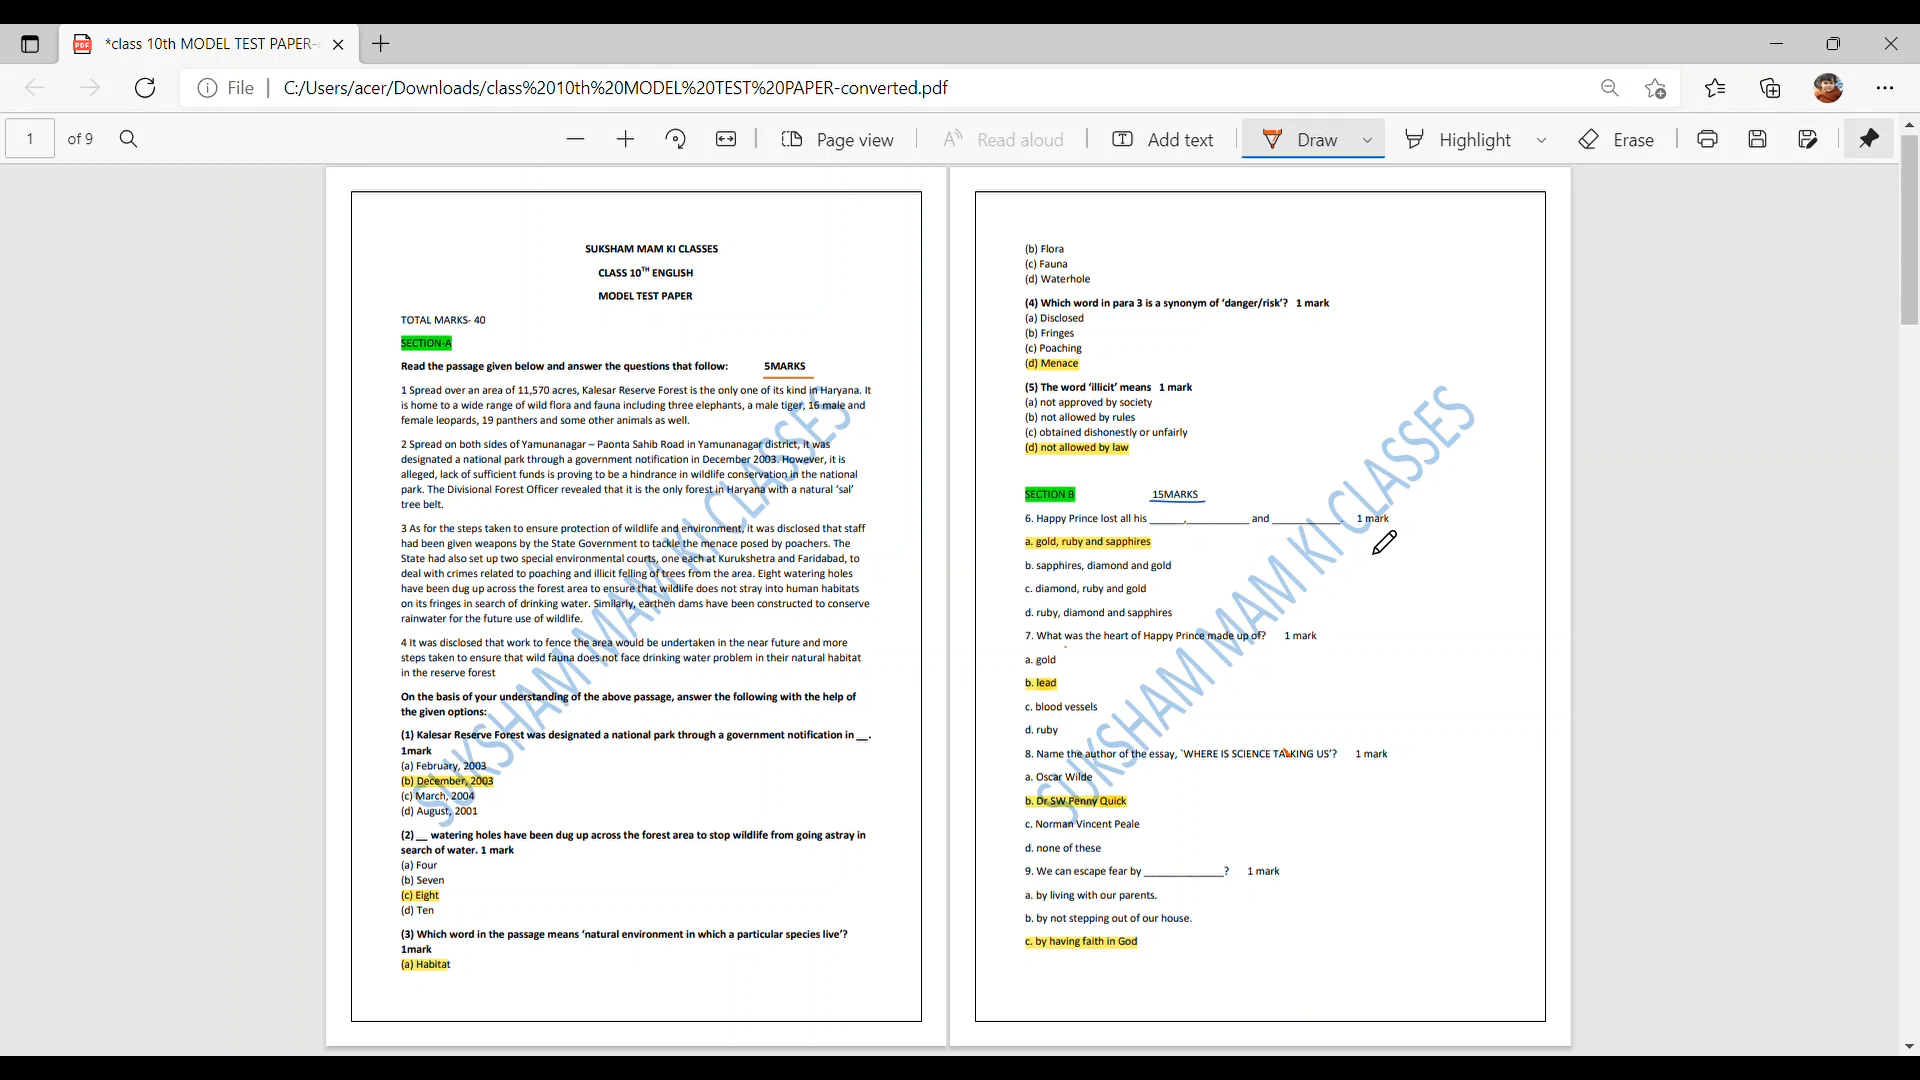 *class 10th MODEL TEST PAPER-
File
C:/Users/acer/Downloads/class%2010th%20MODEL%20TEST%20PAPER-converted.pdf
1 of 9
Page view
Read aloud
Add text
Draw
Highlight
Erase
SUKSHAM MAM KI CLASSES
CLASS 10TH ENGLISH
MODEL TEST PAPER
TOTAL MARKS- 40
SECTION-A
Read the passage given below and answer the questions that follow: 5MARKS
1 Spread over an area of 11,570 acres, Kalesar Reserve Forest is the only one of its kind in Haryana. It
is home to a wide range of wild flora and fauna including three elephants, a male tiger, 16 male and
female leopards, 19 panthers and some other animals as well.
2 Spread on both sides of Yamunanagar – Paonta Sahib Road in Yamunanagar district, it was
designated a national park through a government notification in December 2003. However, it is
alleged, lack of sufficient funds is proving to be a hindrance in wildlife conservation in the national
park. The Divisional Forest Officer revealed that it is the only forest in Haryana with a natural ‘sal’
tree belt.
3 As for the steps taken to ensure protection of wildlife and environment, it was disclosed that staff
had been given weapons by the State Government to tackle the menace posed by poachers. The
State had also set up two special environmental courts, one each at Kurukshetra and Faridabad, to
deal with crimes related to poaching and illicit felling of trees from the area. Eight watering holes
have been dug up across the forest area to ensure that wildlife does not stray into human habitats
on its fringes in search of drinking water. Similarly, earthen dams have been constructed to conserve
rainwater for the future use of wildlife.
4 It was disclosed that work to fence the area would be undertaken in the near future and more
steps taken to ensure that wild fauna does not face drinking water problem in their natural habitat
in the reserve forest
On the basis of your understanding of the above passage, answer the following with the help of
the given options:
(1) Kalesar Reserve Forest was designated a national park through a government notification in __.
1mark
(a) February, 2003
(b) December, 2003
(c) March, 2004
(d) August, 2001
(2) __ watering holes have been dug up across the forest area to stop wildlife from going astray in
search of water. 1 mark
(a) Four
(b) Seven
(c) Eight
(d) Ten
(3) Which word in the passage means ‘natural environment in which a particular species live’?
1mark
(a) Habitat
SUKSHAM MAM KI CLASSES
(b) Flora
(c) Fauna
(d) Waterhole
(4) Which word in para 3 is a synonym of ‘danger/risk’? 1 mark
(a) Disclosed
(b) Fringes
(c) Poaching
(d) Menace
(5) The word ‘illicit’ means 1 mark
(a) not approved by society
(b) not allowed by rules
(c) obtained dishonestly or unfairly
(d) not allowed by law
SECTION B 15MARKS
6. Happy Prince lost all his ______,___________ and ____________. 1 mark
a. gold, ruby and sapphires
b. sapphires, diamond and gold
c. diamond, ruby and gold
d. ruby, diamond and sapphires
7. What was the heart of Happy Prince made up of? 1 mark
a. gold
b. lead
c. blood vessels
d. ruby
8. Name the author of the essay, `WHERE IS SCIENCE TAKING US’? 1 mark
a. Oscar Wilde
b. Dr SW Penny Quick
c. Norman Vincent Peale
d. none of these
9. We can escape fear by ______________? 1 mark
a. by living with our parents.
b. by not stepping out of our house.
c. by having faith in God
SUKSHAM MAM KI CLASSES